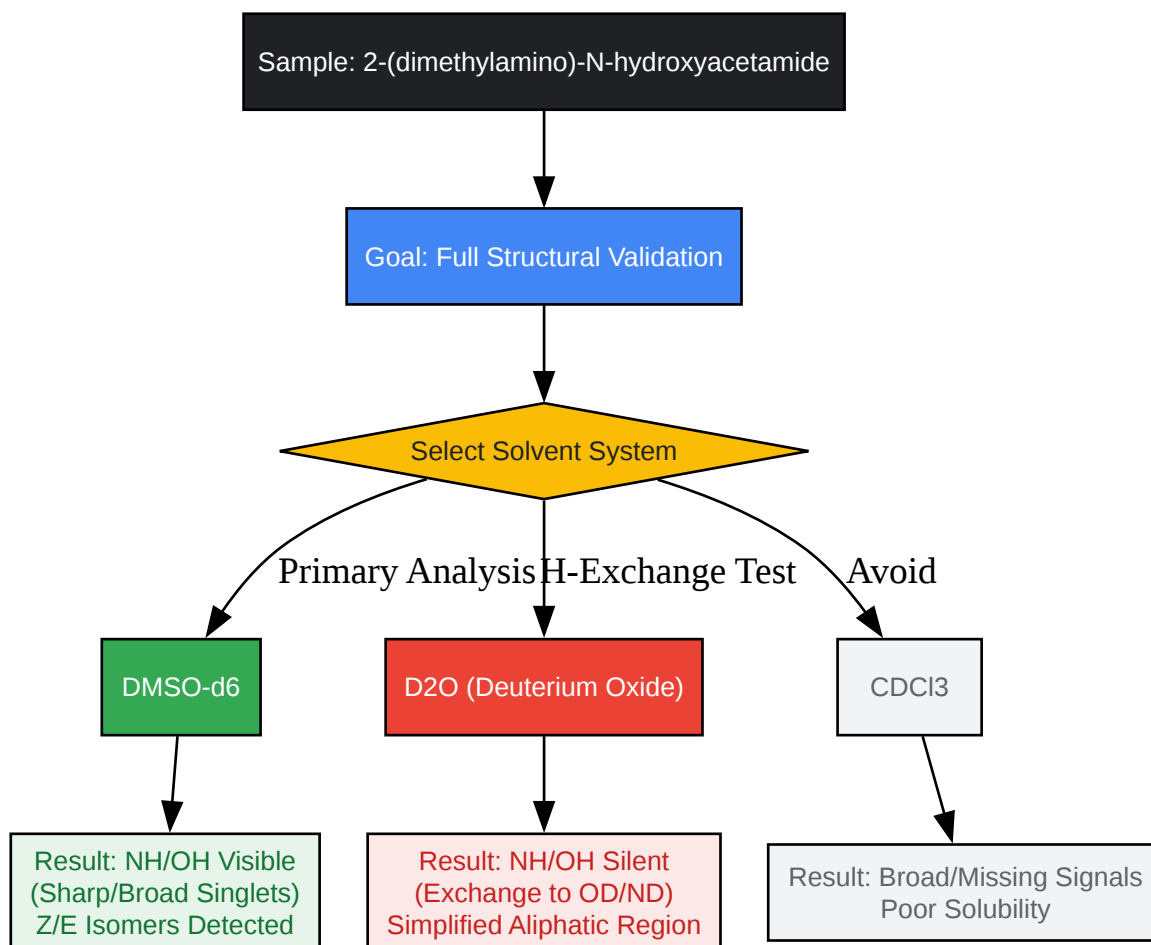 Sample: 2-(dimethylamino)-N-hydroxyacetamide
Goal: Full Structural Validation
Select Solvent System
Primary Analysis
H-Exchange Test
Avoid
DMSO-d6
D2O (Deuterium Oxide)
CDCl3
Result: NH/OH Visible
(Sharp/Broad Singlets)
Z/E Isomers Detected
Result: NH/OH Silent
(Exchange to OD/ND)
Simplified Aliphatic Region
Result: Broad/Missing Signals
Poor Solubility